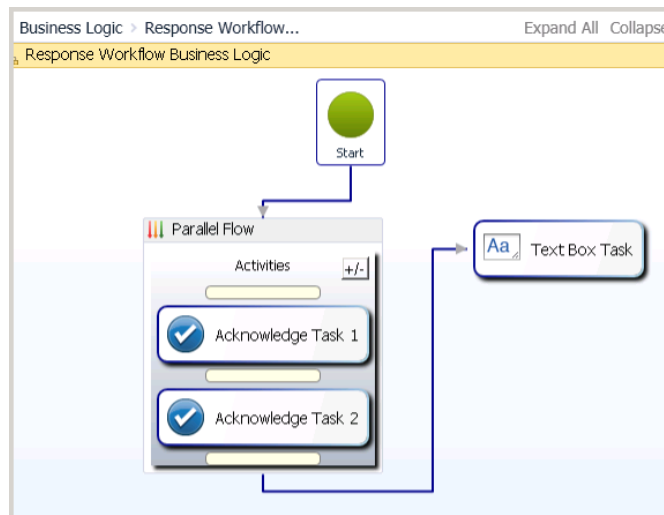 Business Logic > Response Workflow... Expand All Collapse
Response Workflow Business Logic
Start
Parallel Flow
Activities +/-
Acknowledge Task 1
Acknowledge Task 2
Aa Text Box Task